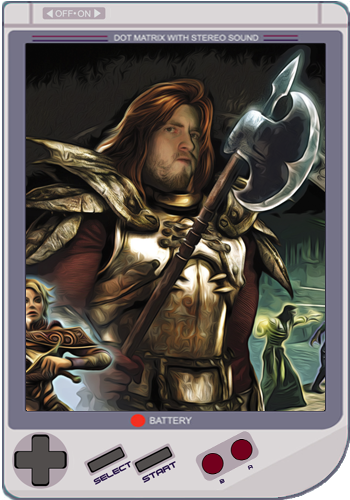 ◀OFF•ON▶
DOT MATRIX WITH STEREO SOUND
BATTERY
SELECT
START
B
A